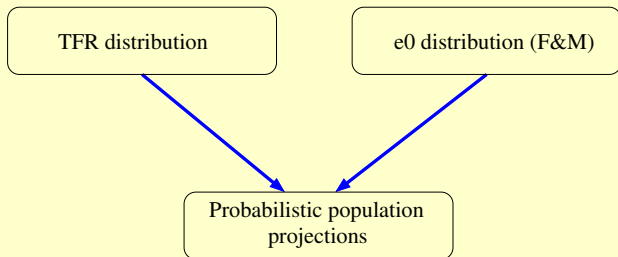 TFR distribution
e0 distribution (F&M)
Probabilistic population
projections